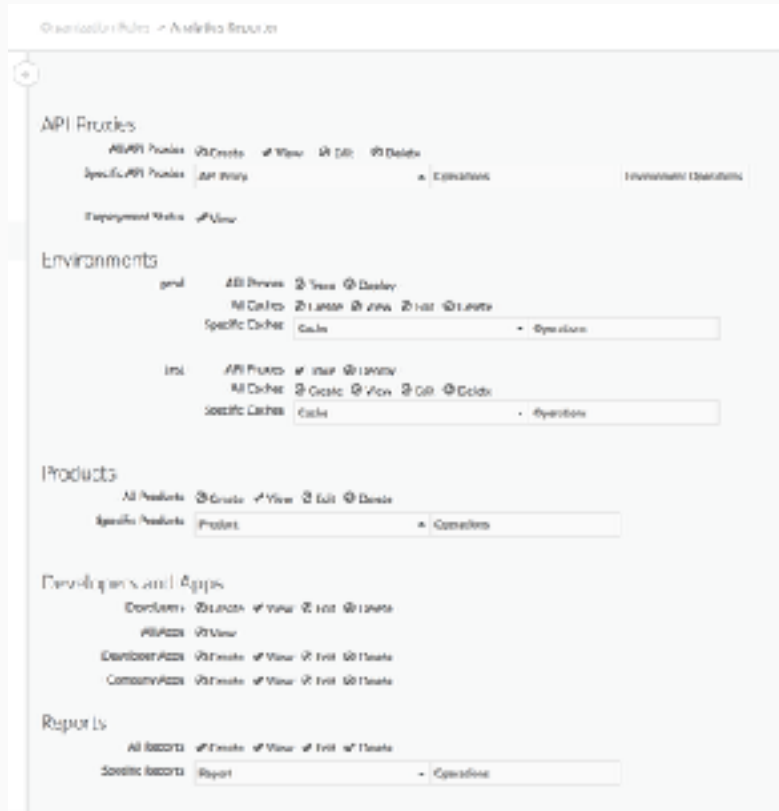 Organization Roles > Analytics Reporter
API Proxies
All API Proxies Create View Edit Delete
Specific API Proxies API Proxy Operations Environment Operations
Deployment Status View
Environments
prod API Proxies Trace Deploy
All Caches Create View Edit Delete
Specific Caches Cache Operations
test API Proxies Trace Deploy
All Caches Create View Edit Delete
Specific Caches Cache Operations
Products
All Products Create View Edit Delete
Specific Products Product Operations
Developers and Apps
Developers Create View Edit Delete
All Apps View
Developer Apps Create View Edit Delete
Company Apps Create View Edit Delete
Reports
All Reports Create View Edit Delete
Specific Reports Report Operations